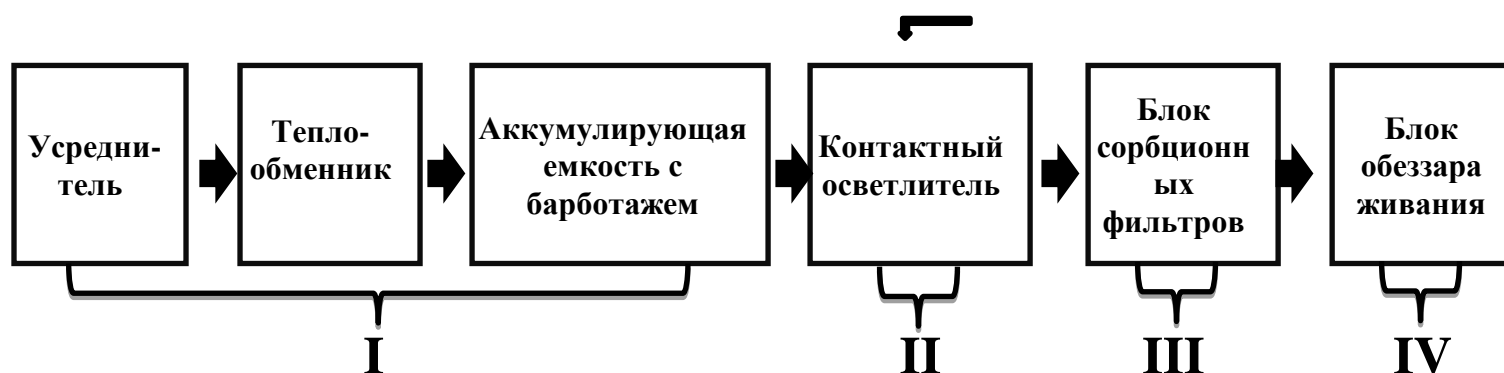 Усредни-
тель
Тепло-
обменник
Аккумулирующая
емкость с
барботажем
Контактный
осветлитель
Блок
сорбционн
ых
фильтров
Блок
обеззара
живания
I
II
III
IV